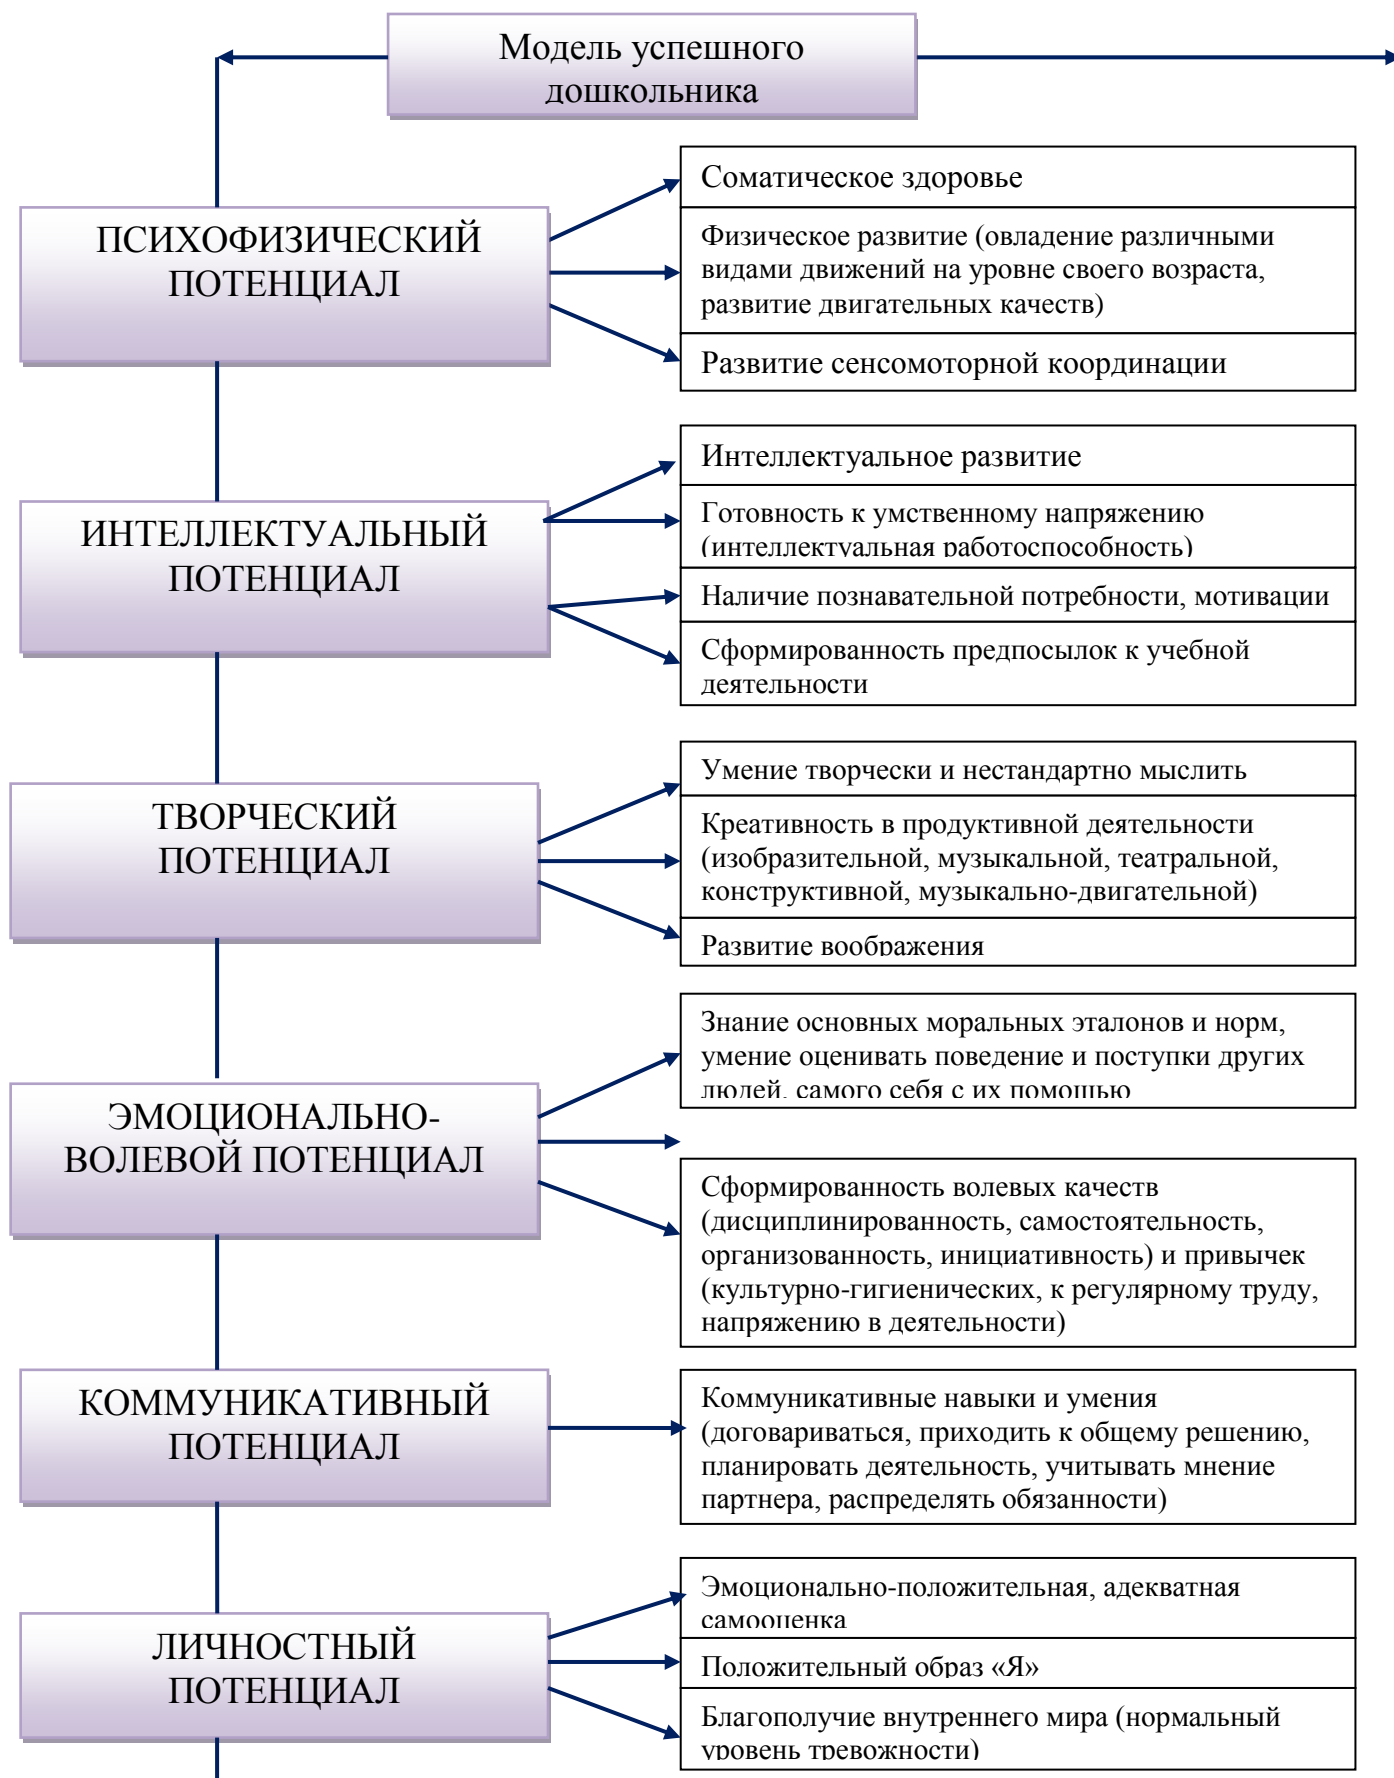 Модель успешного
дошкольника
ПСИХОФИЗИЧЕСКИЙ
ПОТЕНЦИАЛ
Соматическое здоровье
Физическое развитие (овладение различными
видами движений на уровне своего возраста,
развитие двигательных качеств)
Развитие сенсомоторной координации
ИНТЕЛЛЕКТУАЛЬНЫЙ
ПОТЕНЦИАЛ
Интеллектуальное развитие
Готовность к умственному напряжению
(интеллектуальная работоспособность)
Наличие познавательной потребности, мотивации
Сформированность предпосылок к учебной
деятельности
ТВОРЧЕСКИЙ
ПОТЕНЦИАЛ
Умение творчески и нестандартно мыслить
Креативность в продуктивной деятельности
(изобразительной, музыкальной, театральной,
конструктивной, музыкально-двигательной)
Развитие воображения
ЭМОЦИОНАЛЬНО-
ВОЛЕВОЙ ПОТЕНЦИАЛ
Знание основных моральных эталонов и норм,
умение оценивать поведение и поступки других
людей, самого себя с их помощью
Сформированность волевых качеств
(дисциплинированность, самостоятельность,
организованность, инициативность) и привычек
(культурно-гигиенических, к регулярному труду,
напряжению в деятельности)
КОММУНИКАТИВНЫЙ
ПОТЕНЦИАЛ
Коммуникативные навыки и умения
(договариваться, приходить к общему решению,
планировать деятельность, учитывать мнение
партнера, распределять обязанности)
ЛИЧНОСТНЫЙ
ПОТЕНЦИАЛ
Эмоционально-положительная, адекватная
самооценка
Положительный образ «Я»
Благополучие внутреннего мира (нормальный
уровень тревожности)